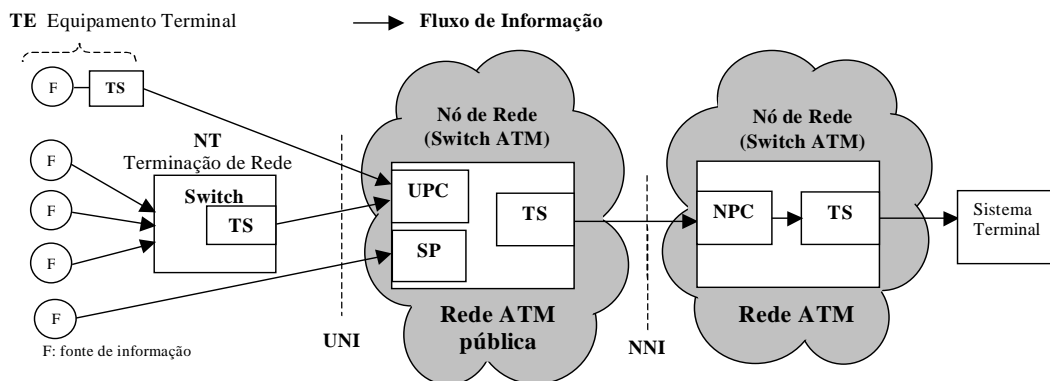 TE Equipamento Terminal
Fluxo de Informação
F
TS
NT
Terminação de Rede
F
F
F
F
Switch
TS
F: fonte de informação
UNI
Nó de Rede
(Switch ATM)
UPC
SP
TS
Rede ATM
pública
NNI
Nó de Rede
(Switch ATM)
NPC
TS
Rede ATM
Sistema
Terminal